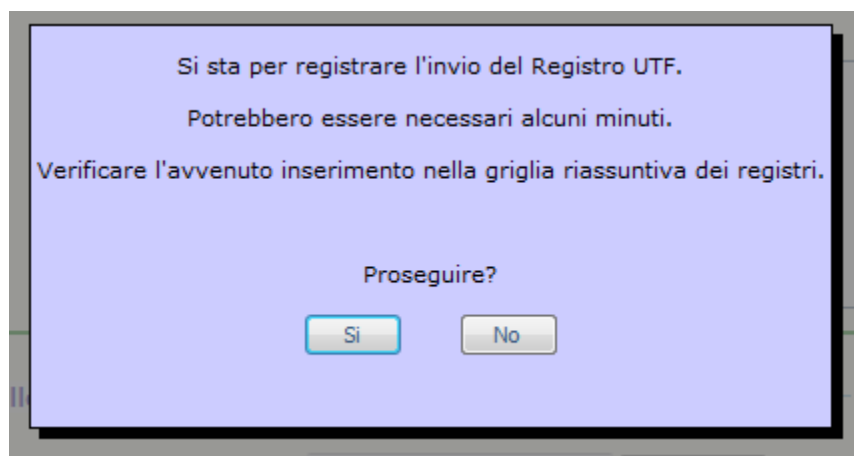 Si sta per registrare l'invio del Registro UTF.
Potrebbero essere necessari alcuni minuti.
Verificare l'avvenuto inserimento nella griglia riassuntiva dei registri.
Proseguire?
Si No